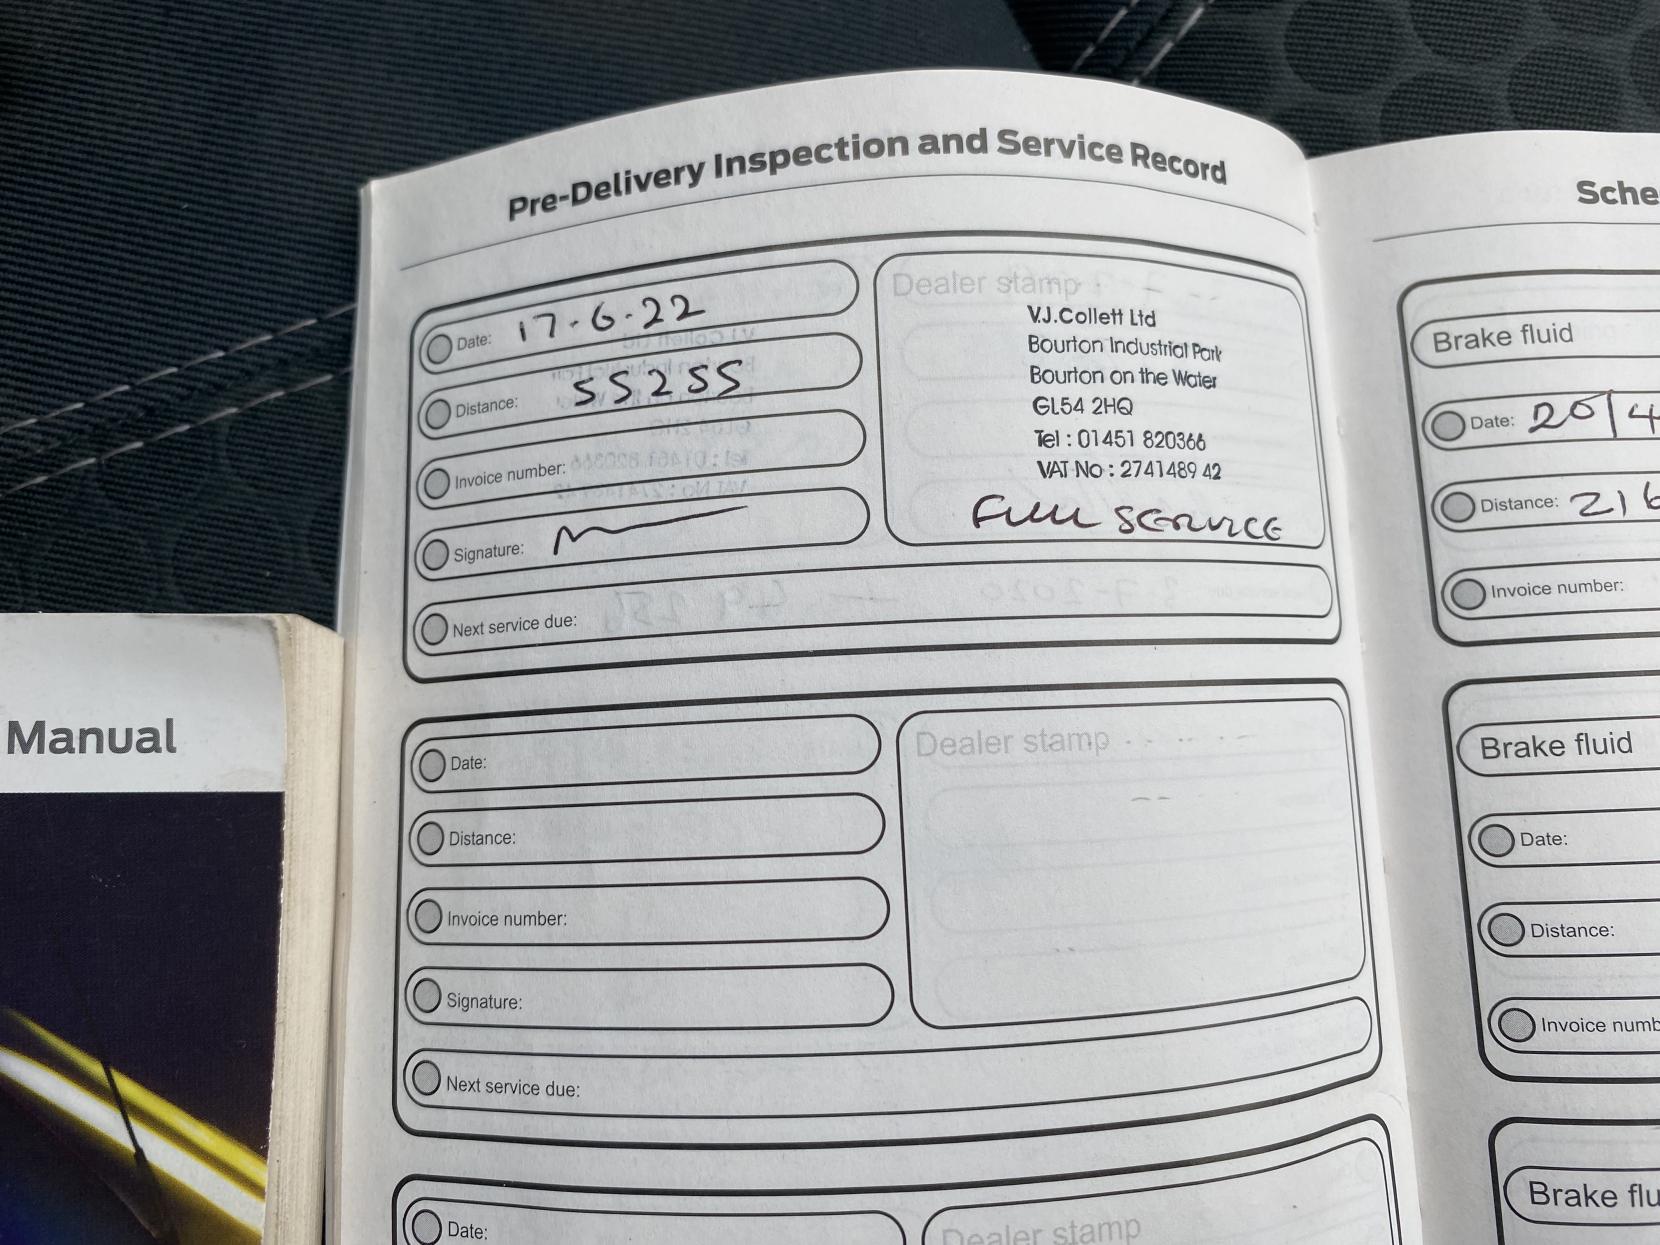 Pre-Delivery Inspection and Service Record
Date: 17-6-22
Distance: 55255
Invoice number:
Signature:
Next service due:
Dealer stamp
V.J.Collett Ltd
Bourton Industrial Park
Bourton on the Water
GL54 2HQ
Tel : 01451 820366
VAT No : 2741489 42
FULL SERVICE
Date:
Distance:
Invoice number:
Signature:
Next service due:
Dealer stamp
Date:
Dealer stamp
Sche
Brake fluid
Date: 20/4
Distance: 216
Invoice number:
Brake fluid
Date:
Distance:
Invoice numb
Brake flu
Manual